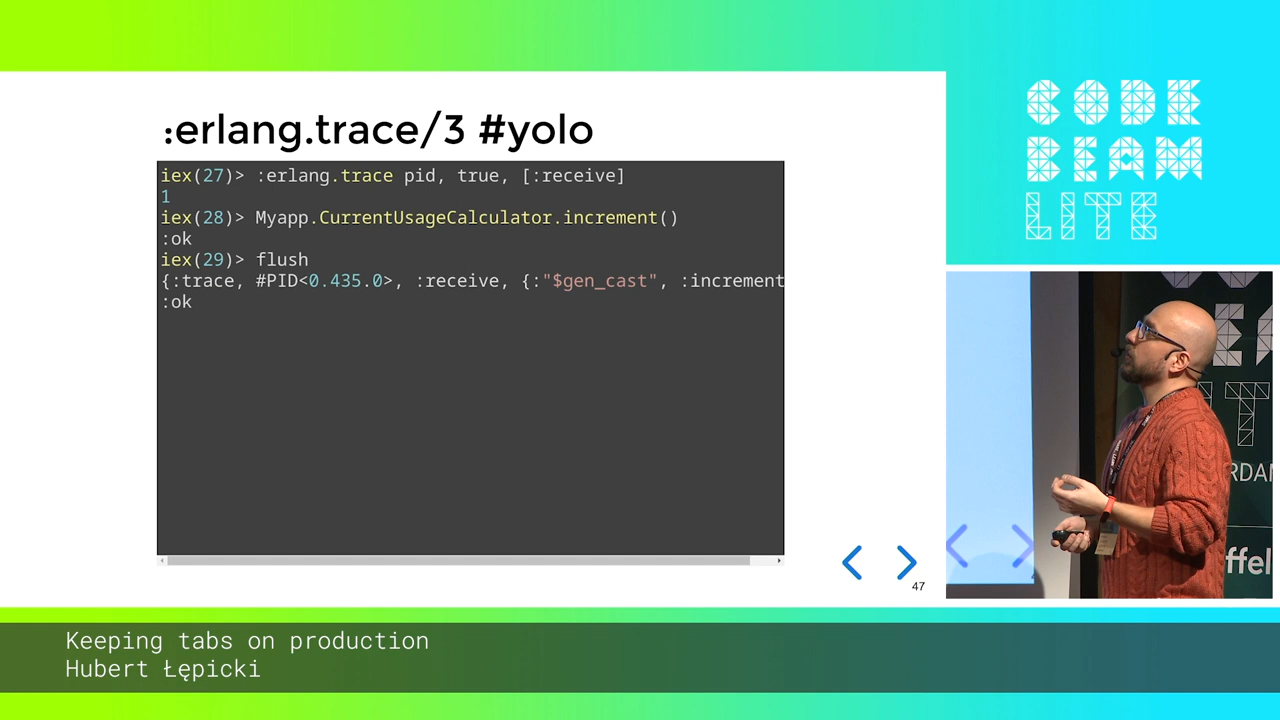 :erlang.trace/3 #yolo
iex(27)> :erlang.trace pid, true, [:receive]
1
iex(28)> Myapp.CurrentUsageCalculator.increment()
:ok
iex(29)> flush
{:trace, #PID<0.435.0>, :receive, {:"$gen_cast", :increment
:ok
47
CODE
BEAM
LITE
Keeping tabs on production
Hubert Łępicki